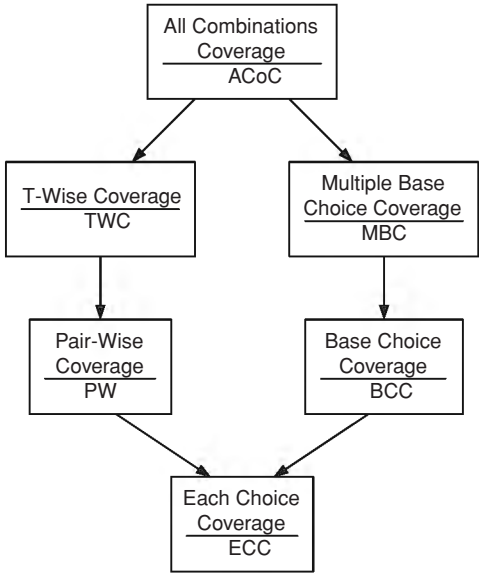 All Combinations
Coverage
ACoC
T-Wise Coverage
TWC
Multiple Base
Choice Coverage
MBC
Pair-Wise
Coverage
PW
Base Choice
Coverage
BCC
Each Choice
Coverage
ECC